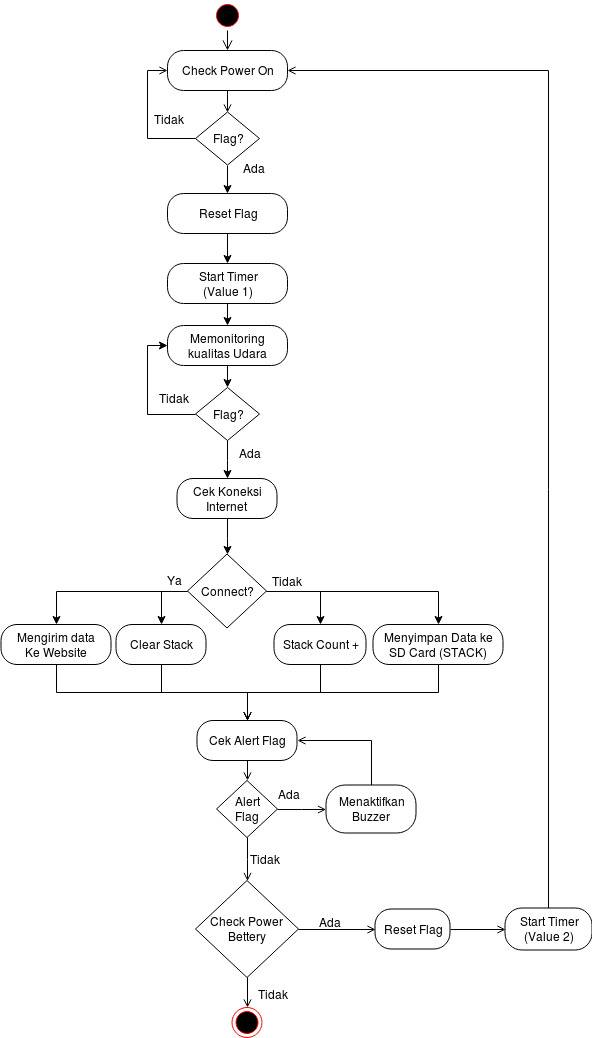 Check Power On
Tidak
Flag?
Ada
Reset Flag
Start Timer
(Value 1)
Memonitoring
kualitas Udara
Tidak
Flag?
Ada
Cek Koneksi
Internet
Ya
Connect?
Tidak
Mengirim data
Ke Website
Clear Stack
Stack Count +
Menyimpan Data ke
SD Card (STACK)
Cek Alert Flag
Alert
Flag
Ada
Menaktifkan
Buzzer
Tidak
Check Power
Bettery
Ada
Reset Flag
Start Timer
(Value 2)
Tidak